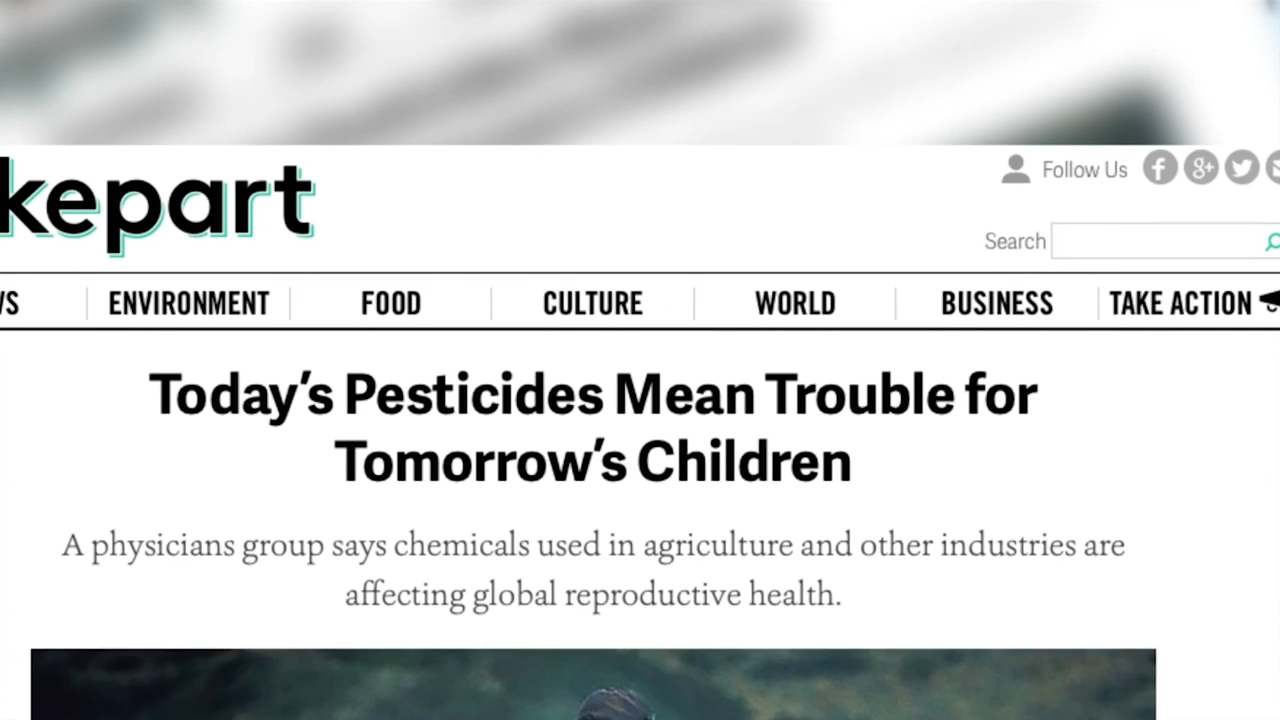 kepart
Follow Us
Search
WS ENVIRONMENT FOOD CULTURE WORLD BUSINESS TAKE ACTION
Today’s Pesticides Mean Trouble for
Tomorrow’s Children
A physicians group says chemicals used in agriculture and other industries are
affecting global reproductive health.